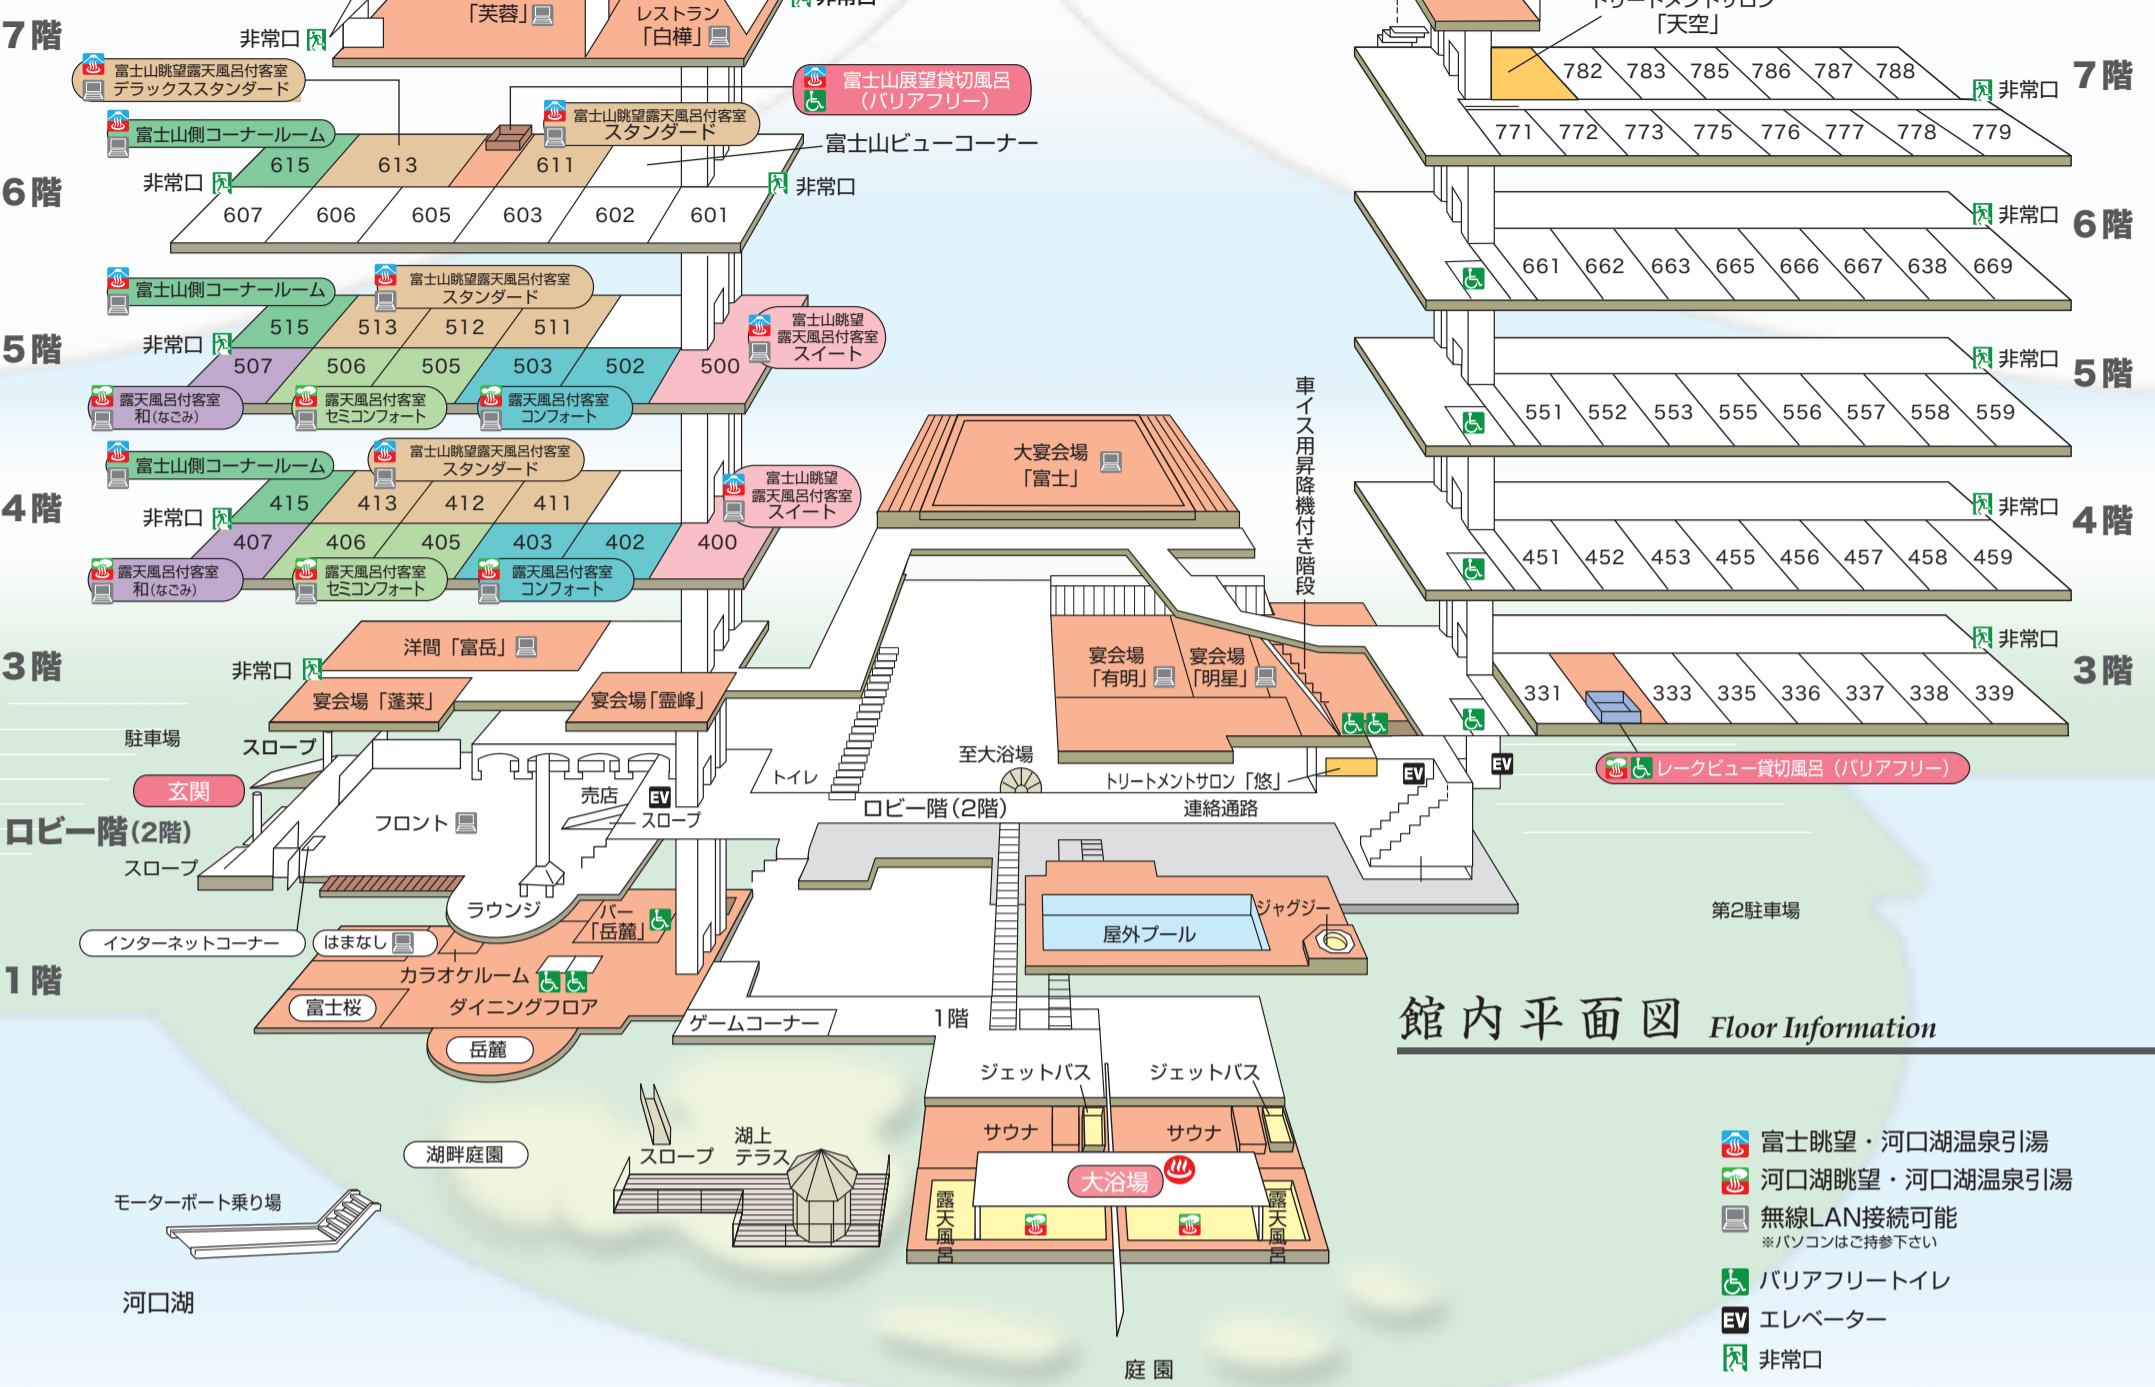 7階
「芙蓉」
レストラン
「白樺」
非常口
非常口
富士山眺望露天風呂付客室
デラックススタンダード
富士山展望貸切風呂
（バリアフリー）
富士山眺望露天風呂付客室
スタンダード
富士山側コーナールーム
富士山ビューコーナー
615
613
611
6階
非常口
非常口
607
606
605
603
602
601
富士山側コーナールーム
富士山眺望露天風呂付客室
スタンダード
富士山眺望
露天風呂付客室
スイート
5階
非常口
515
513
512
511
507
506
505
503
502
500
露天風呂付客室
和(なごみ)
露天風呂付客室
セミコンフォート
露天風呂付客室
コンフォート
富士山側コーナールーム
富士山眺望露天風呂付客室
スタンダード
富士山眺望
露天風呂付客室
スイート
4階
非常口
415
413
412
411
407
406
405
403
402
400
露天風呂付客室
和(なごみ)
露天風呂付客室
セミコンフォート
露天風呂付客室
コンフォート
3階
非常口
洋間「富岳」
宴会場「蓬莱」
宴会場「霊峰」
駐車場
スロープ
玄関
ロビー階(2階)
スロープ
フロント
売店
EV
スロープ
トイレ
ラウンジ
インターネットコーナー
はまなし
バー
「岳麓」
1階
カラオケルーム
富士桜
ダイニングフロア
岳麓
ゲームコーナー
大宴会場
「富士」
車イス用昇降機付き階段
宴会場
「有明」
宴会場
「明星」
至大浴場
トリートメントサロン「悠」
EV
EV
ロビー階(2階)
連絡通路
屋外プール
ジャグジー
1階
ジェットバス
ジェットバス
サウナ
サウナ
大浴場
露天風呂
露天風呂
湖畔庭園
スロープ
湖上
テラス
モーターボート乗り場
河口湖
庭園
トリートメントサロン
「天空」
782
783
785
786
787
788
非常口
7階
771
772
773
775
776
777
778
779
非常口
6階
661
662
663
665
666
667
638
669
非常口
5階
551
552
553
555
556
557
558
559
非常口
4階
451
452
453
455
456
457
458
459
非常口
3階
331
333
335
336
337
338
339
レークビュー貸切風呂（バリアフリー）
第2駐車場
館内平面図 Floor Information
富士眺望・河口湖温泉引湯
河口湖眺望・河口湖温泉引湯
無線LAN接続可能
※パソコンはご持参下さい
バリアフリートイレ
EV エレベーター
非常口